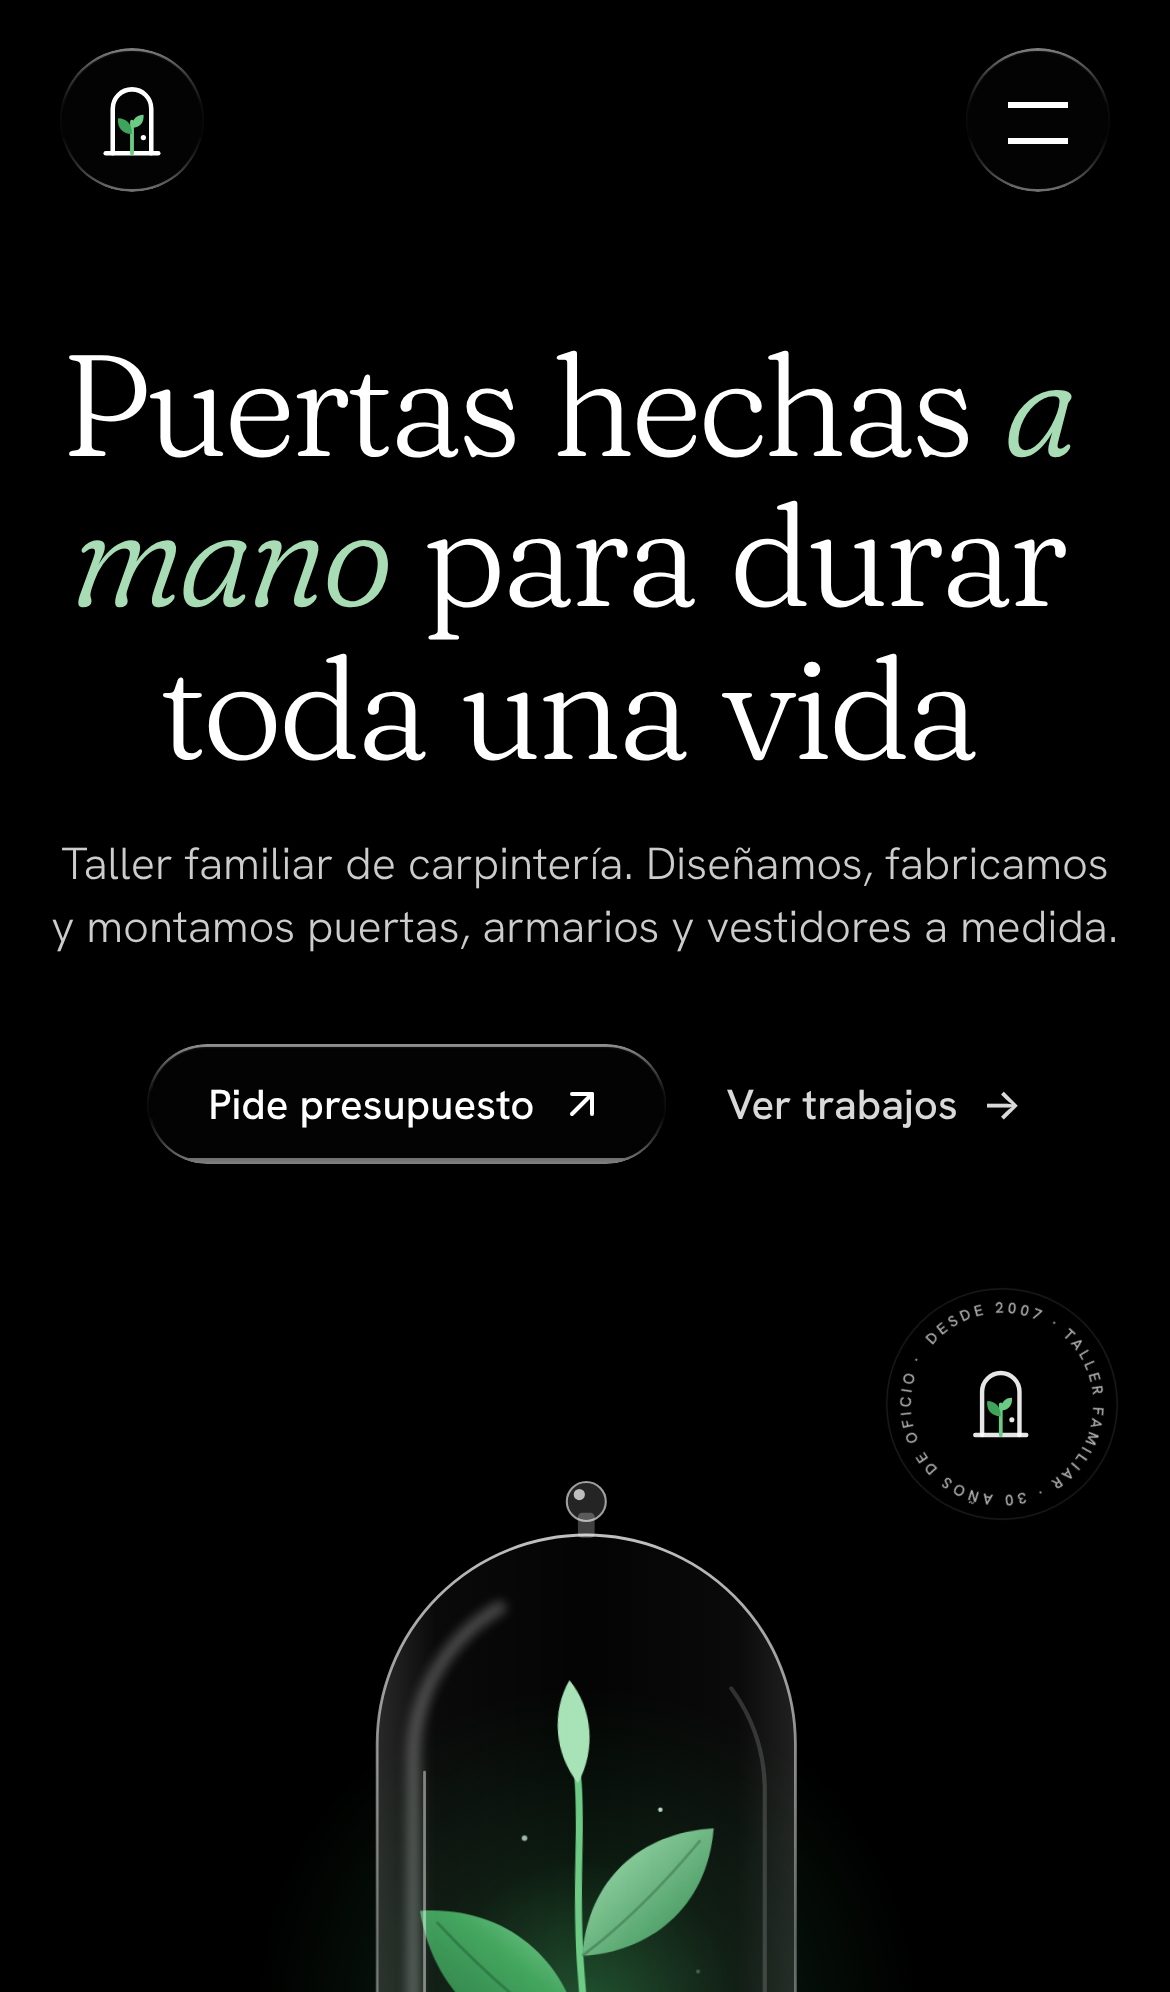 Puertas hechas a
mano para durar
toda una vida
Taller familiar de carpintería. Diseñamos, fabricamos
y montamos puertas, armarios y vestidores a medida.
Pide presupuesto
Ver trabajos
DESDE 2007 · TALLER FAMILIAR · 30 AÑOS DE OFICIO ·